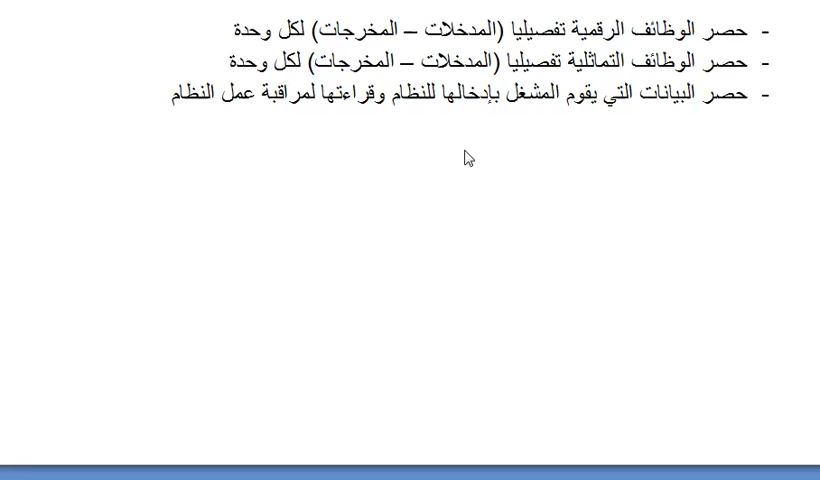 - حصر الوظائف الرقمية تفصيليا (المدخلات – المخرجات) لكل وحدة
- حصر الوظائف التماثلية تفصيليا (المدخلات – المخرجات) لكل وحدة
- حصر البيانات التي يقوم المشغل بإدخالها للنظام وقراءتها لمراقبة عمل النظام